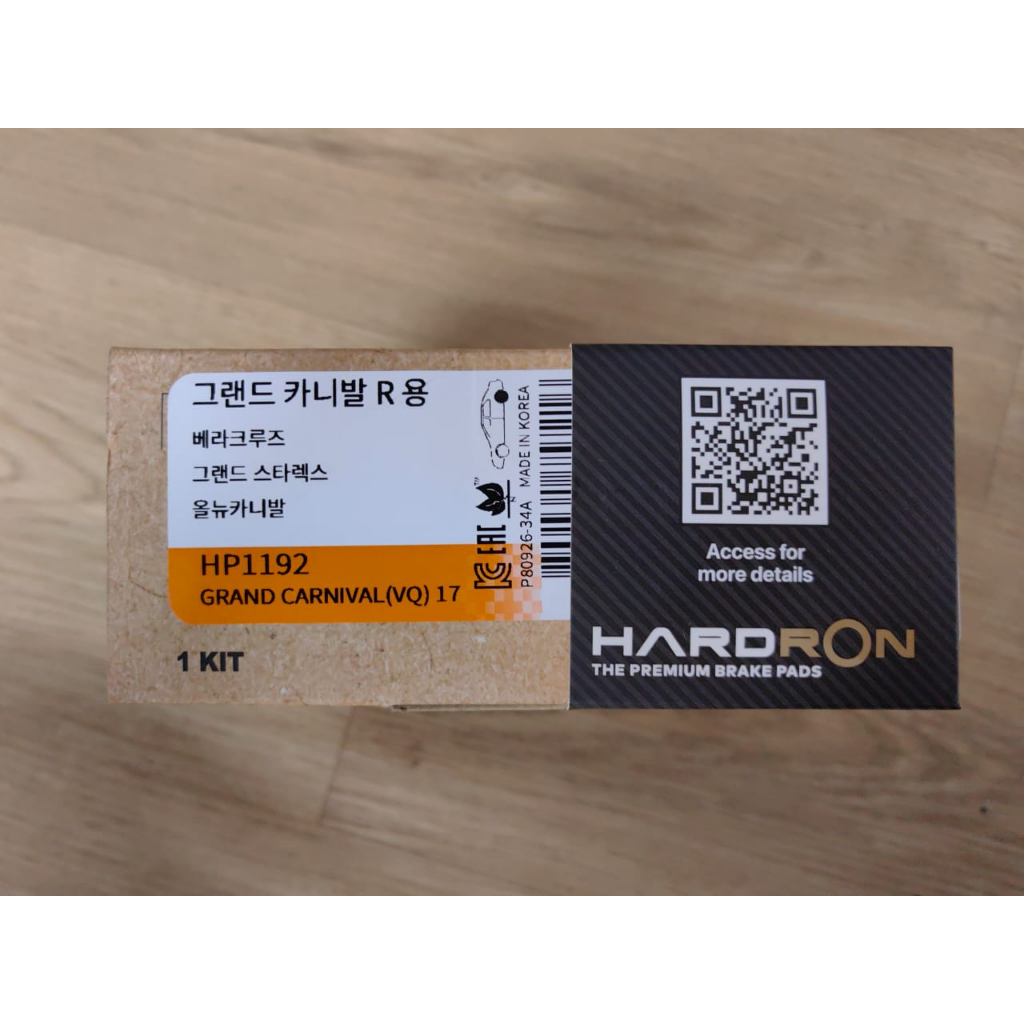 그랜드 카니발 R 용
베라크루즈
그랜드 스타렉스
올뉴카니발
HP1192
GRAND CARNIVAL(VQ) 17
1 KIT
EAC
P80926-34A MADE IN KOREA
Access for
more details
HARDRON
THE PREMIUM BRAKE PADS